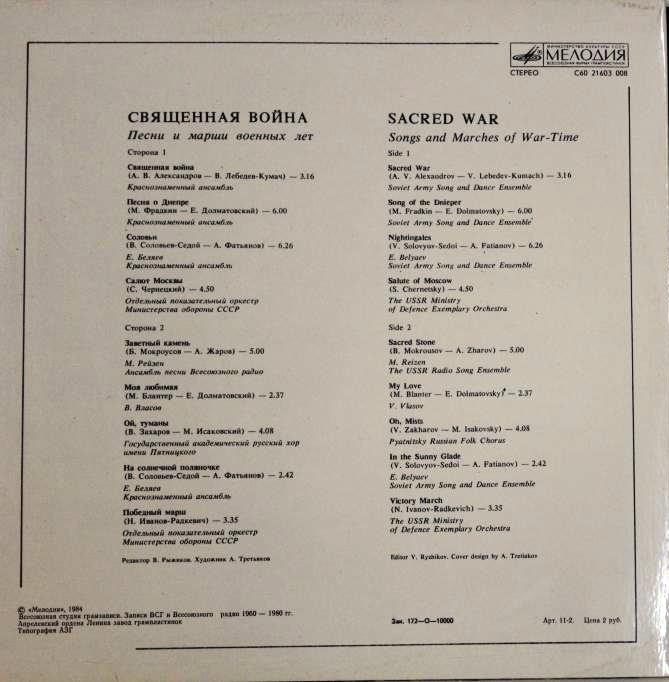 МИНИСТЕРСТВО КУЛЬТУРЫ СССР
МЕЛОДИЯ
ВСЕСОЮЗНАЯ ФИРМА ГРАМПЛАСТИНОК
СТЕРЕО С60 21603 008
СВЯЩЕННАЯ ВОЙНА
Песни и марши военных лет
Сторона 1
Священная война
(А. В. Александров — В. Лебедев-Кумач) — 3.16
Краснознаменный ансамбль
Песня о Днепре
(М. Фрадкин — Е. Долматовский) — 6.00
Краснознаменный ансамбль
Соловьи
(В. Соловьев-Седой — А. Фатьянов) — 6.26
Е. Беляев
Краснознаменный ансамбль
Салют Москвы
(С. Чернецкий) — 4.50
Отдельный показательный оркестр
Министерства обороны СССР
Сторона 2
Заветный камень
(Б. Мокроусов — А. Жаров) — 5.00
М. Рейзен
Ансамбль песни Всесоюзного радио
Моя любимая
(М. Блантер — Е. Долматовский) — 2.37
В. Власов
Ой, туманы
(В. Захаров — М. Исаковский) — 4.08
Государственный академический русский хор
имени Пятницкого
На солнечной поляночке
(В. Соловьев-Седой — А. Фатьянов) — 2.42
Е. Беляев
Краснознаменный ансамбль
Победный марш
(Н. Иванов-Радкевич) — 3.35
Отдельный показательный оркестр
Министерства обороны СССР
Редактор В. Рыжиков. Художник А. Третьяков
SACRED WAR
Songs and Marches of War-Time
Side 1
Sacred War
(A. V. Alexandrov — V. Lebedev-Kumach) — 3.16
Soviet Army Song and Dance Ensemble
Song of the Dnieper
(M. Fradkin — E. Dolmatovsky) — 6.00
Soviet Army Song and Dance Ensemble
Nightingales
(V. Solovyov-Sedoi — A. Fatianov) — 6.26
E. Belyaev
Soviet Army Song and Dance Ensemble
Salute of Moscow
(S. Chernetsky) — 4.50
The USSR Ministry
of Defence Exemplary Orchestra
Side 2
Sacred Stone
(B. Mokrousov — A. Zharov) — 5.00
M. Reizen
The USSR Radio Song Ensemble
My Love
(M. Blanter — E. Dolmatovsky) — 2.37
V. Vlasov
Oh, Mists
(V. Zakharov — M. Isakovsky) — 4.08
Pyatnitsky Russian Folk Chorus
In the Sunny Glade
(V. Solovyov-Sedoi — A. Fatianov) — 2.42
E. Belyaev
Soviet Army Song and Dance Ensemble
Victory March
(N. Ivanov-Radkevich) — 3.35
The USSR Ministry
of Defence Exemplary Orchestra
Editor V. Ryzhikov. Cover design by A. Tretiakov
© «Мелодия», 1984
Всесоюзная студия грамзаписи. Записи ВСГ и Всесоюзного радио 1960 — 1980 гг.
Апрелевский ордена Ленина завод грампластинок
Типография АЗГ
Зак. 172—О—10000 Арт. 11-2. Цена 2 руб.